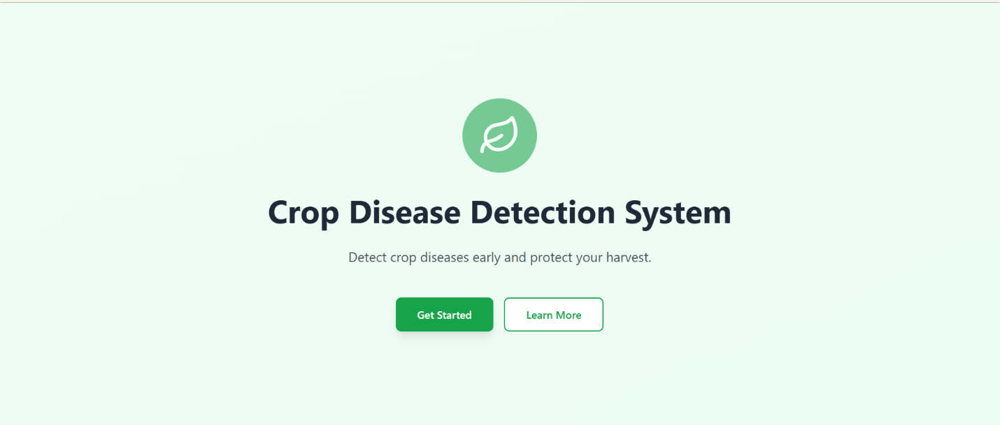 Crop Disease Detection System
Detect crop diseases early and protect your harvest.
Get Started
Learn More